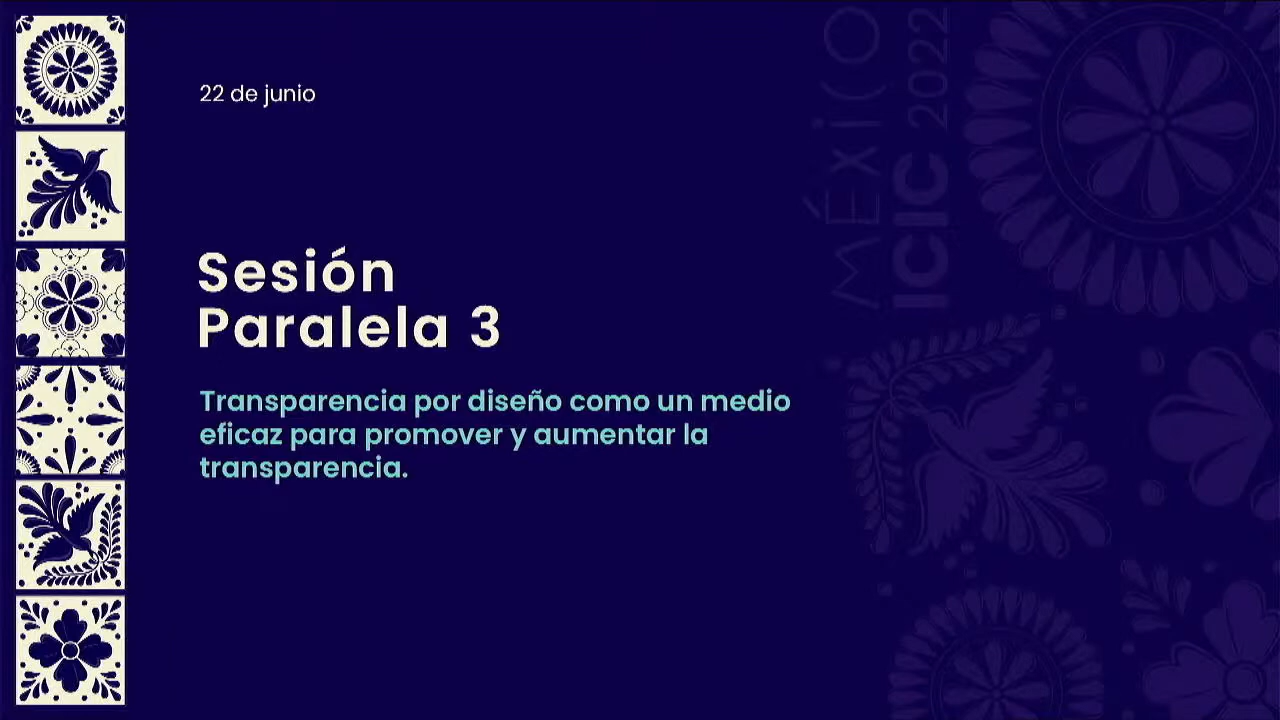 22 de junio
MÉXICO
ICIC 2022
Sesión
Paralela 3
Transparencia por diseño como un medio
eficaz para promover y aumentar la
transparencia.